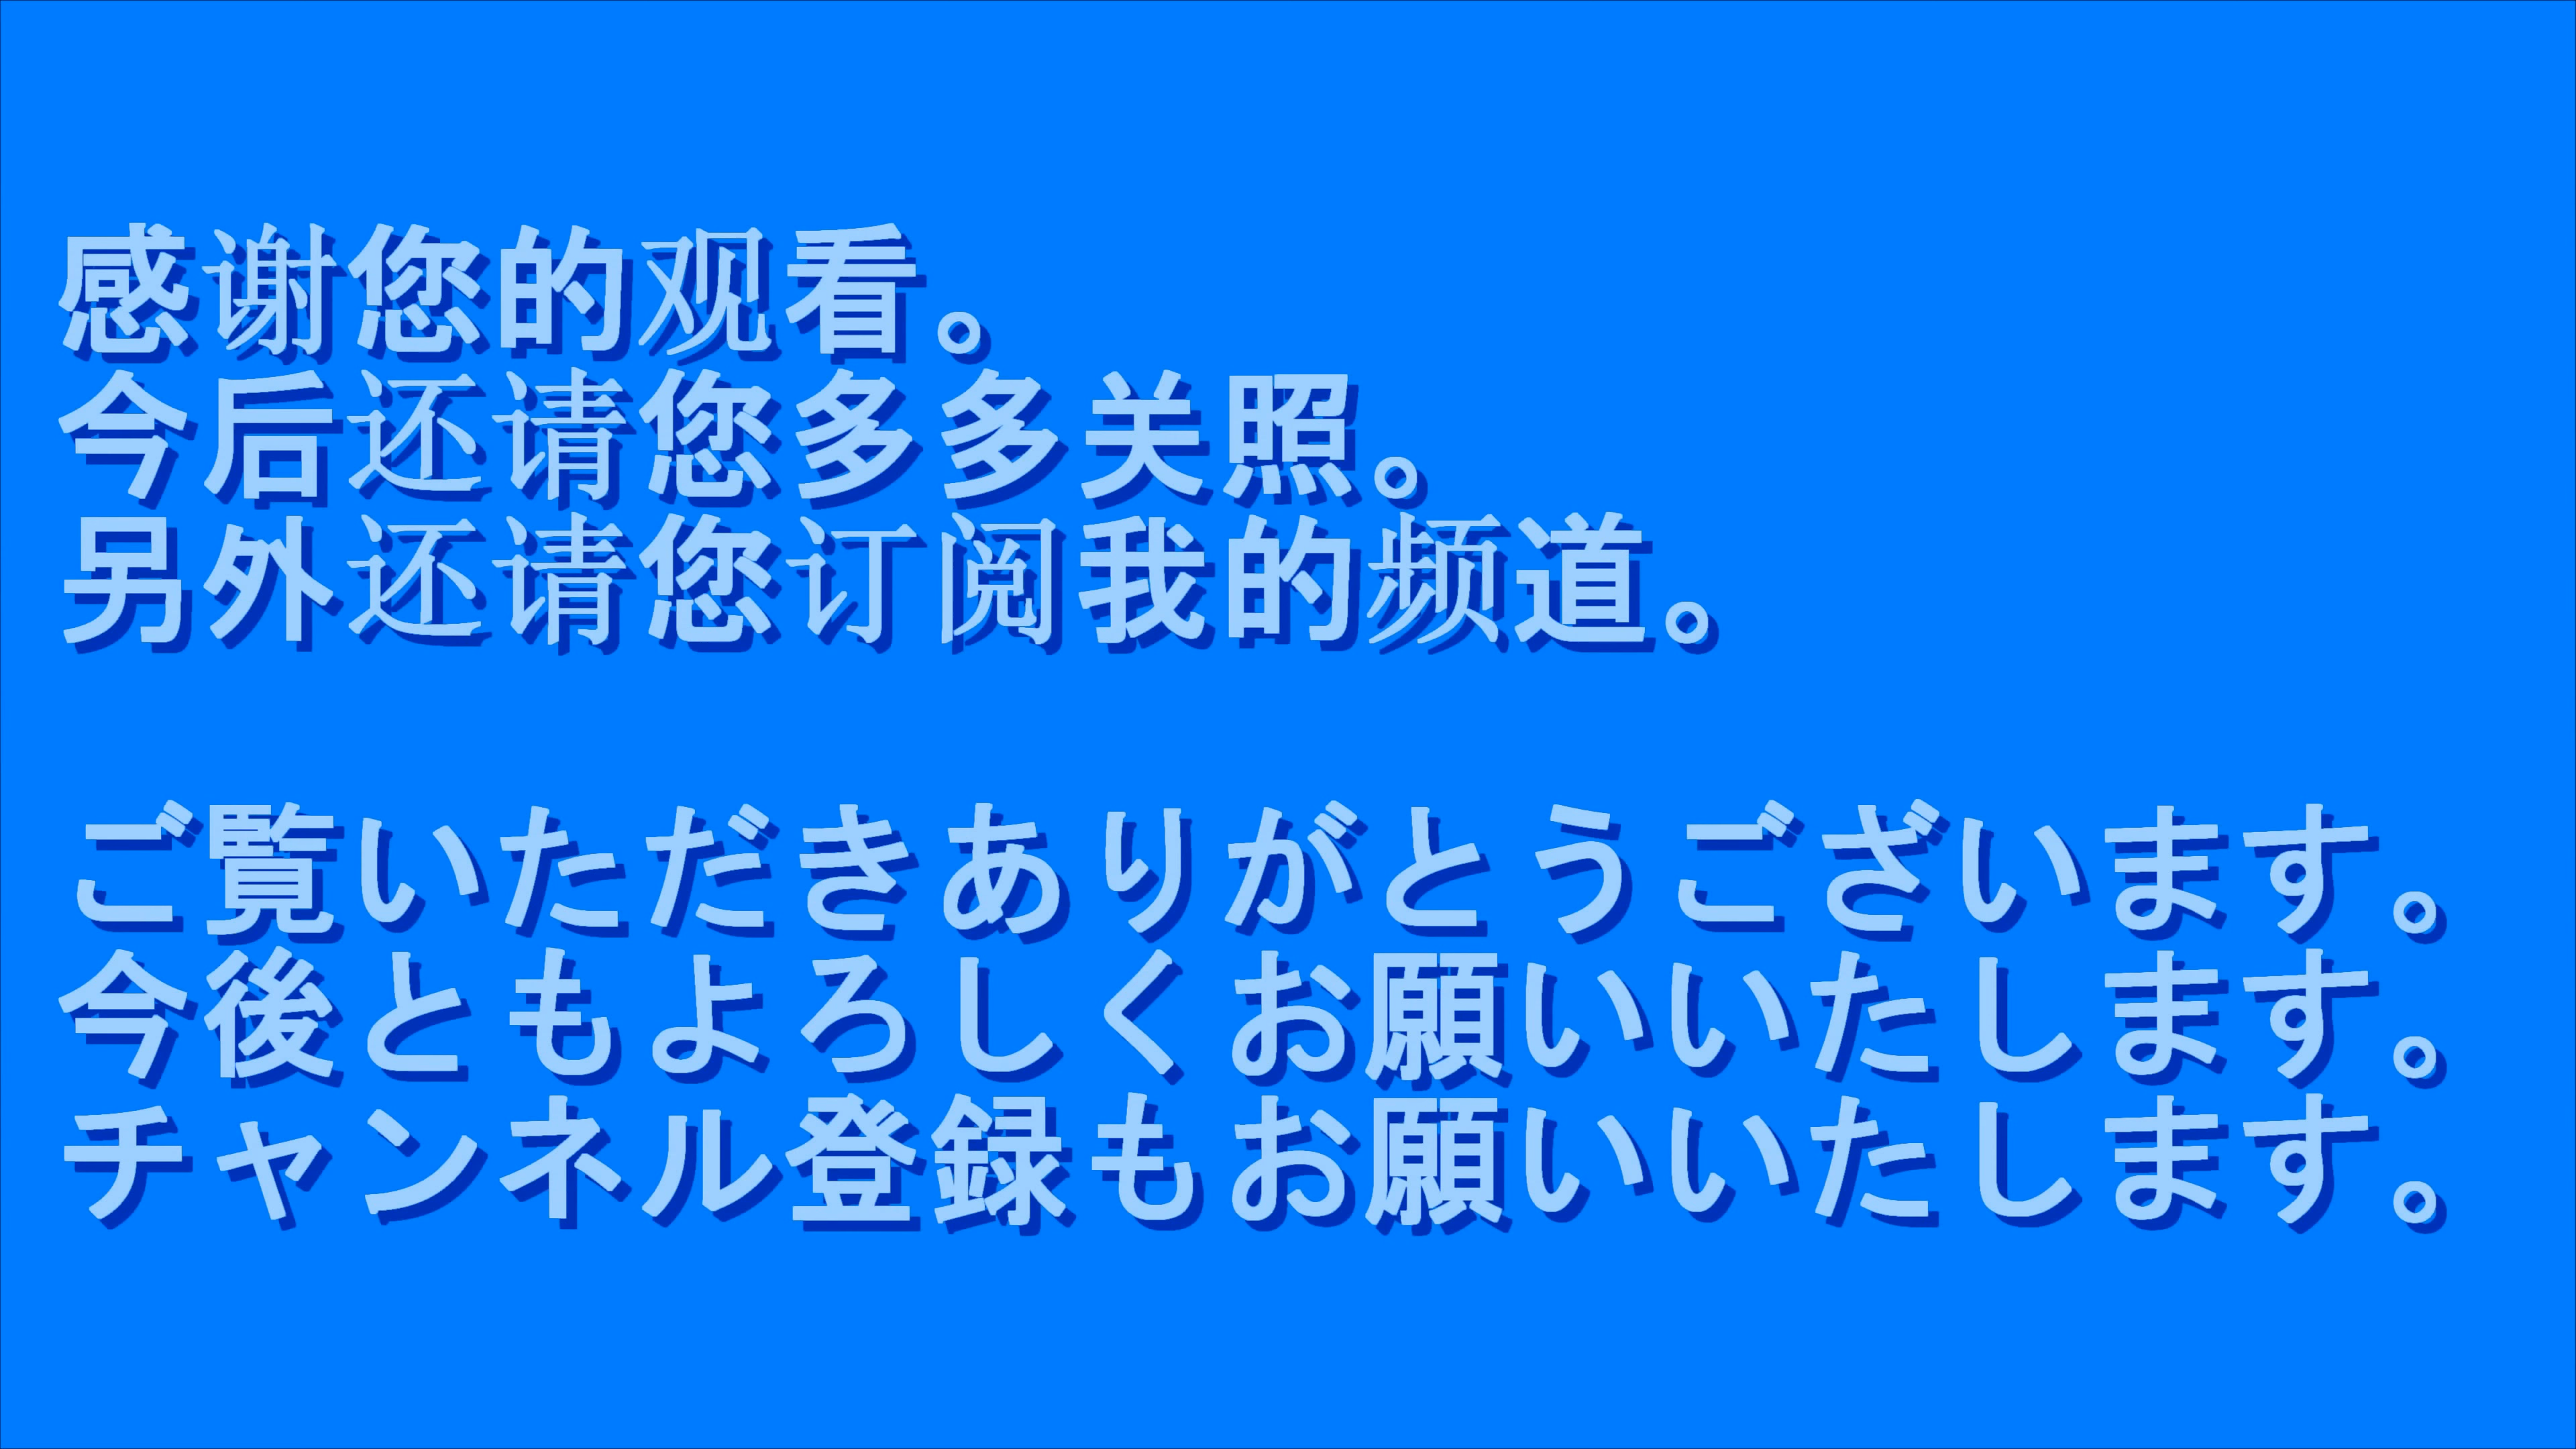 感谢您的观看。
今后还请您多多关照。
另外还请您订阅我的频道。
ご覧いただきありがとうございます。
今後ともよろしくお願いいたします。
チャンネル登録もお願いいたします。